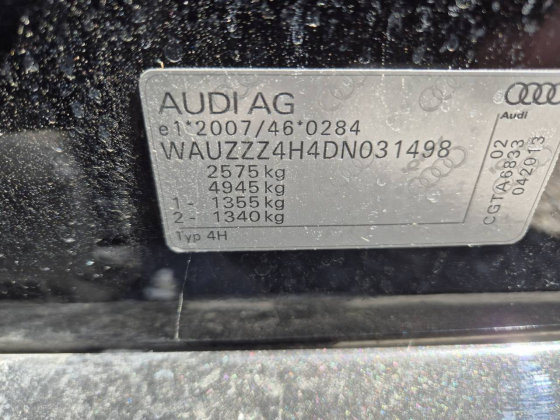 AUDI AG
e1*2007/46*0284
WAUZZZ4H4DN031498
2575 kg
4945 kg
1- 1355 kg
2- 1340 kg
Typ 4H
Audi
02
CGTA6833
042013